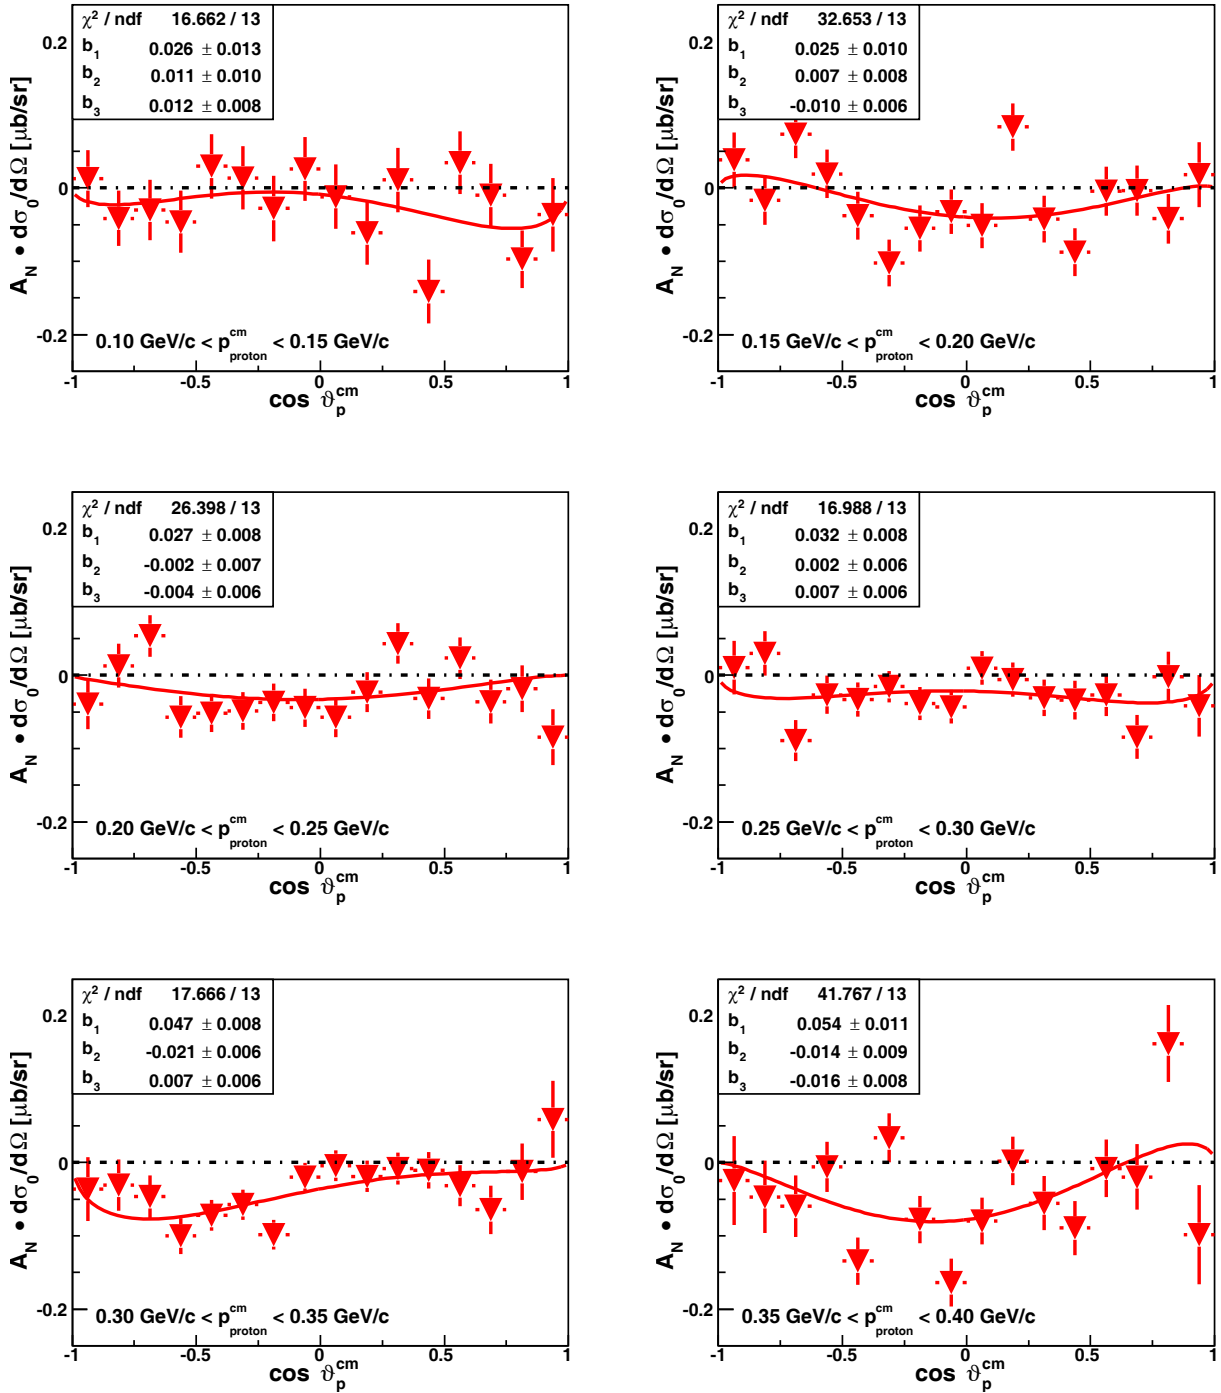 χ² / ndf 16.662 / 13
b₁ 0.026 ± 0.013
b₂ 0.011 ± 0.010
b₃ 0.012 ± 0.008
0.2
0
-0.2
A_N • dσ₀/dΩ [μb/sr]
0.10 GeV/c < p_proton^cm < 0.15 GeV/c
-1 -0.5 0 0.5 1
cos ϑ_p^cm
χ² / ndf 32.653 / 13
b₁ 0.025 ± 0.010
b₂ 0.007 ± 0.008
b₃ -0.010 ± 0.006
0.2
0
-0.2
A_N • dσ₀/dΩ [μb/sr]
0.15 GeV/c < p_proton^cm < 0.20 GeV/c
-1 -0.5 0 0.5 1
cos ϑ_p^cm
χ² / ndf 26.398 / 13
b₁ 0.027 ± 0.008
b₂ -0.002 ± 0.007
b₃ -0.004 ± 0.006
0.2
0
-0.2
A_N • dσ₀/dΩ [μb/sr]
0.20 GeV/c < p_proton^cm < 0.25 GeV/c
-1 -0.5 0 0.5 1
cos ϑ_p^cm
χ² / ndf 16.988 / 13
b₁ 0.032 ± 0.008
b₂ 0.002 ± 0.006
b₃ 0.007 ± 0.006
0.2
0
-0.2
A_N • dσ₀/dΩ [μb/sr]
0.25 GeV/c < p_proton^cm < 0.30 GeV/c
-1 -0.5 0 0.5 1
cos ϑ_p^cm
χ² / ndf 17.666 / 13
b₁ 0.047 ± 0.008
b₂ -0.021 ± 0.006
b₃ 0.007 ± 0.006
0.2
0
-0.2
A_N • dσ₀/dΩ [μb/sr]
0.30 GeV/c < p_proton^cm < 0.35 GeV/c
-1 -0.5 0 0.5 1
cos ϑ_p^cm
χ² / ndf 41.767 / 13
b₁ 0.054 ± 0.011
b₂ -0.014 ± 0.009
b₃ -0.016 ± 0.008
0.2
0
-0.2
A_N • dσ₀/dΩ [μb/sr]
0.35 GeV/c < p_proton^cm < 0.40 GeV/c
-1 -0.5 0 0.5 1
cos ϑ_p^cm